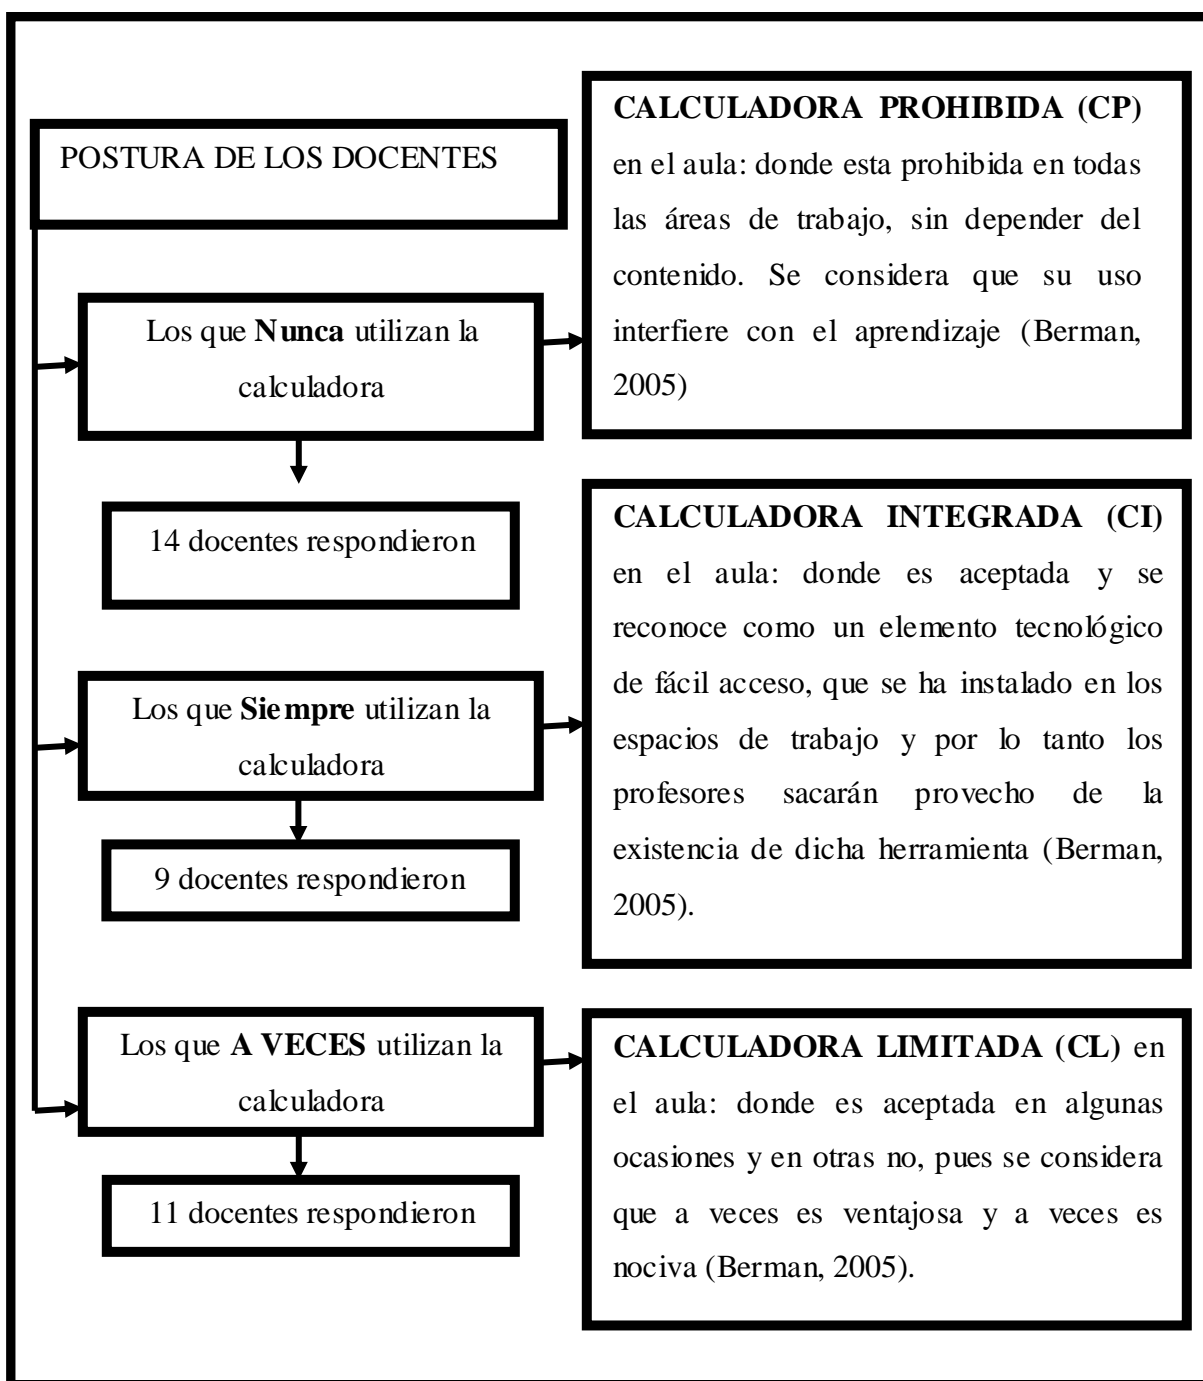 POSTURA DE LOS DOCENTES
CALCULADORA PROHIBIDA (CP)
en el aula: donde esta prohibida en todas
las áreas de trabajo, sin depender del
contenido. Se considera que su uso
interfiere con el aprendizaje (Berman,
2005)
Los que Nunca utilizan la
calculadora
14 docentes respondieron
CALCULADORA INTEGRADA (CI)
en el aula: donde es aceptada y se
reconoce como un elemento tecnológico
de fácil acceso, que se ha instalado en los
espacios de trabajo y por lo tanto los
profesores sacarán provecho de la
existencia de dicha herramienta (Berman,
2005).
Los que Siempre utilizan la
calculadora
9 docentes respondieron
Los que A VECES utilizan la
calculadora
11 docentes respondieron
CALCULADORA LIMITADA (CL) en
el aula: donde es aceptada en algunas
ocasiones y en otras no, pues se considera
que a veces es ventajosa y a veces es
nociva (Berman, 2005).